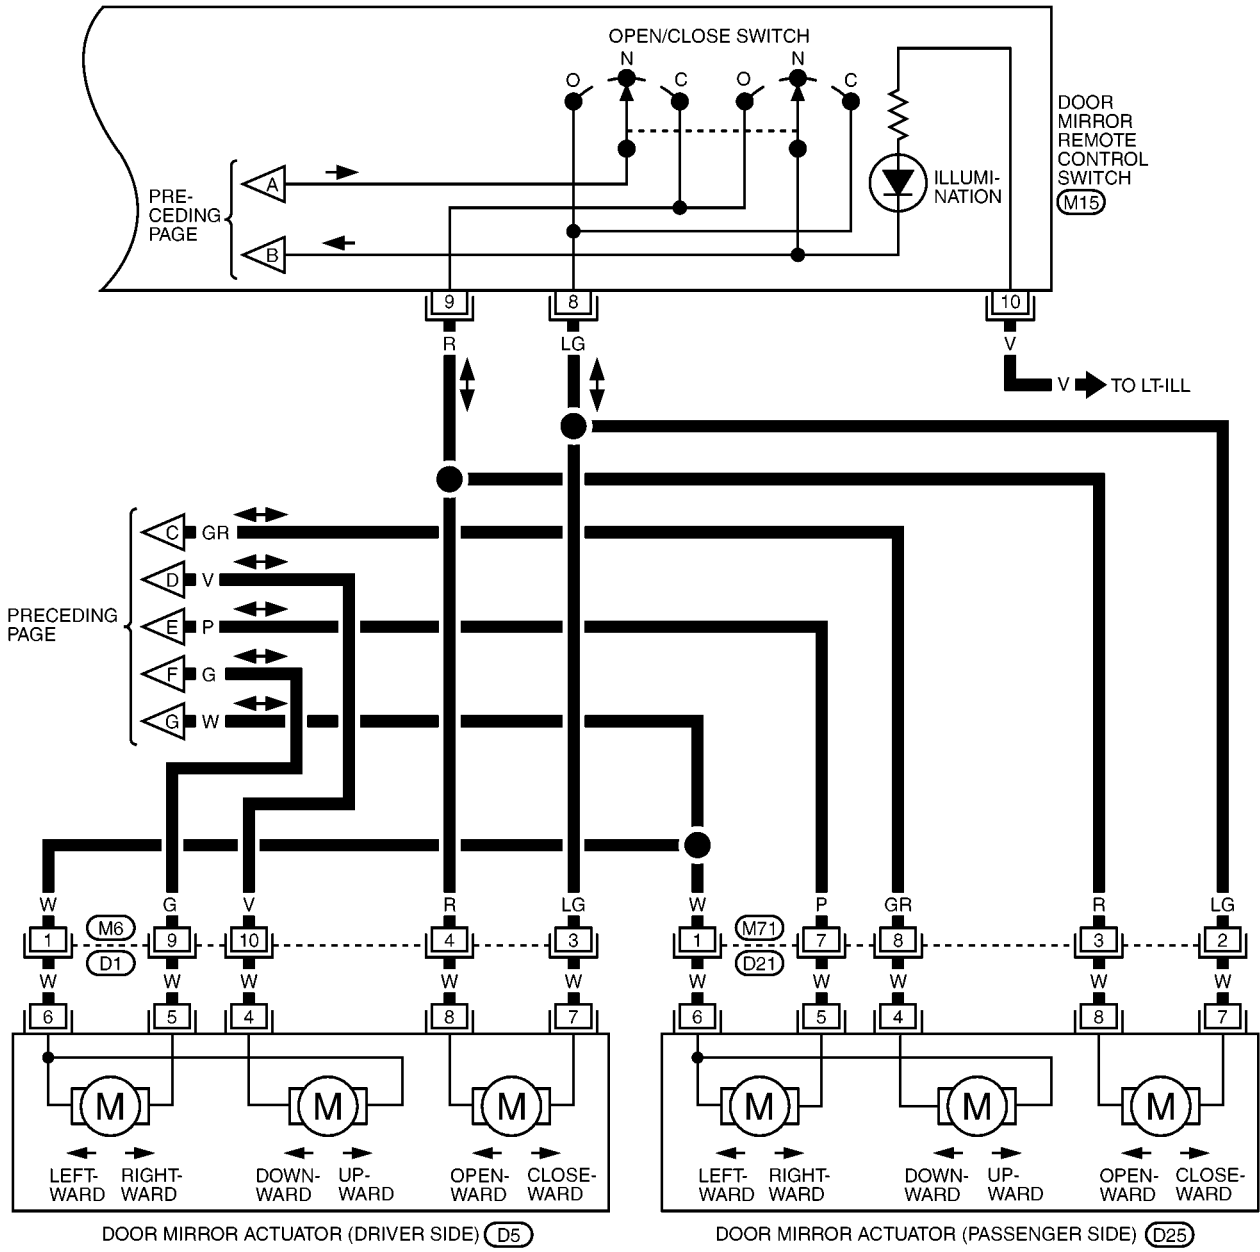 OPEN/CLOSE SWITCH
N
N
O
C
O
C
DOOR
MIRROR
REMOTE
CONTROL
SWITCH
M15
ILLUMI-
NATION
PRE-
CEDING
PAGE
A
B
9
8
10
R
LG
V
V
TO LT-ILL
PRECEDING
PAGE
C
GR
D
V
E
P
F
G
G
W
W
G
V
R
LG
W
P
GR
R
LG
1
M6
D1
9
10
4
3
1
M71
D21
7
8
3
2
W
W
W
W
W
W
W
W
W
W
6
5
4
8
7
6
5
4
8
7
M
M
M
M
M
M
LEFT-
WARD
RIGHT-
WARD
DOWN-
WARD
UP-
WARD
OPEN-
WARD
CLOSE-
WARD
LEFT-
WARD
RIGHT-
WARD
DOWN-
WARD
UP-
WARD
OPEN-
WARD
CLOSE-
WARD
DOOR MIRROR ACTUATOR (DRIVER SIDE) D5
DOOR MIRROR ACTUATOR (PASSENGER SIDE) D25